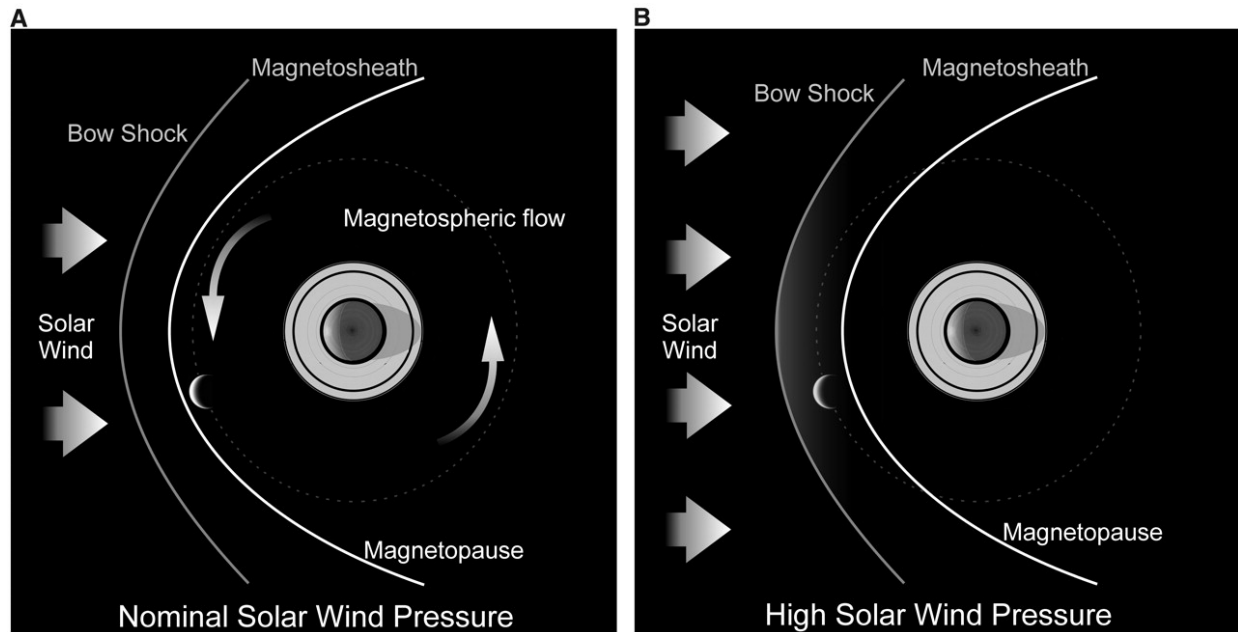 A
Magnetosheath
Bow Shock
Magnetospheric flow
Solar
Wind
Magnetopause
Nominal Solar Wind Pressure
B
Magnetosheath
Bow Shock
Solar
Wind
Magnetopause
High Solar Wind Pressure